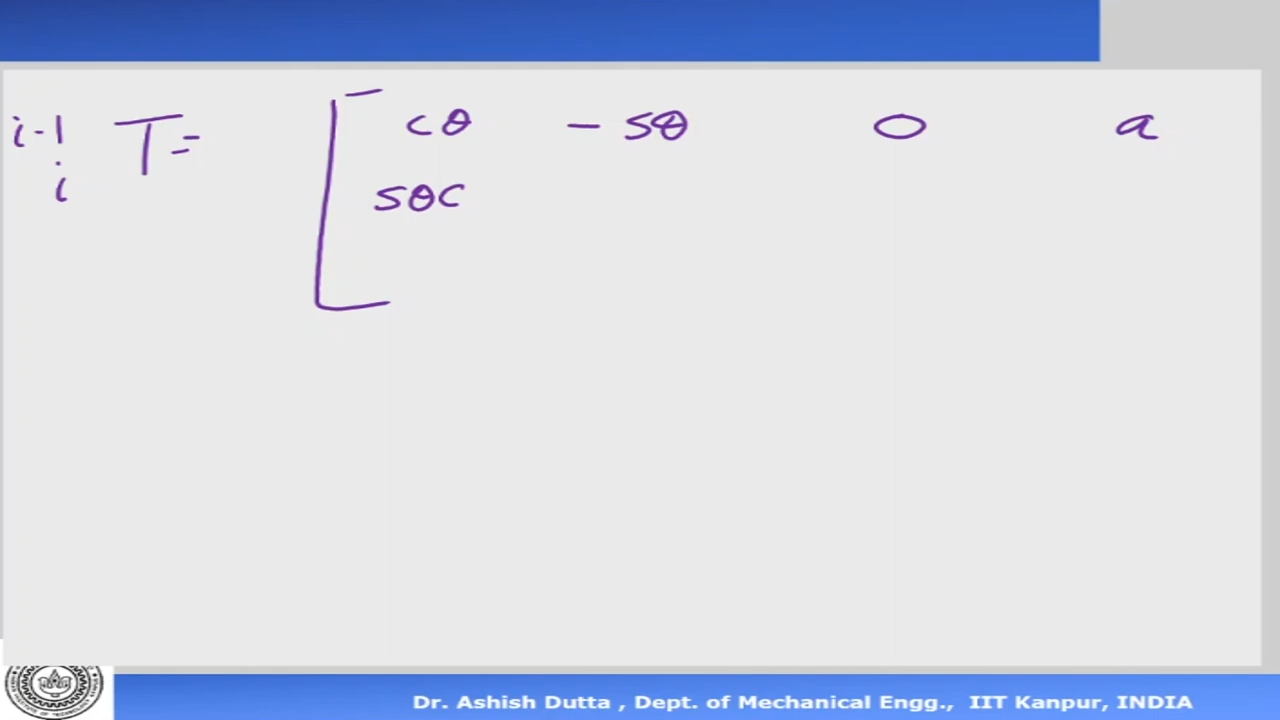 i-1 T = [ cθ - sθ 0 a
i sθc
Dr. Ashish Dutta , Dept. of Mechanical Engg., IIT Kanpur, INDIA